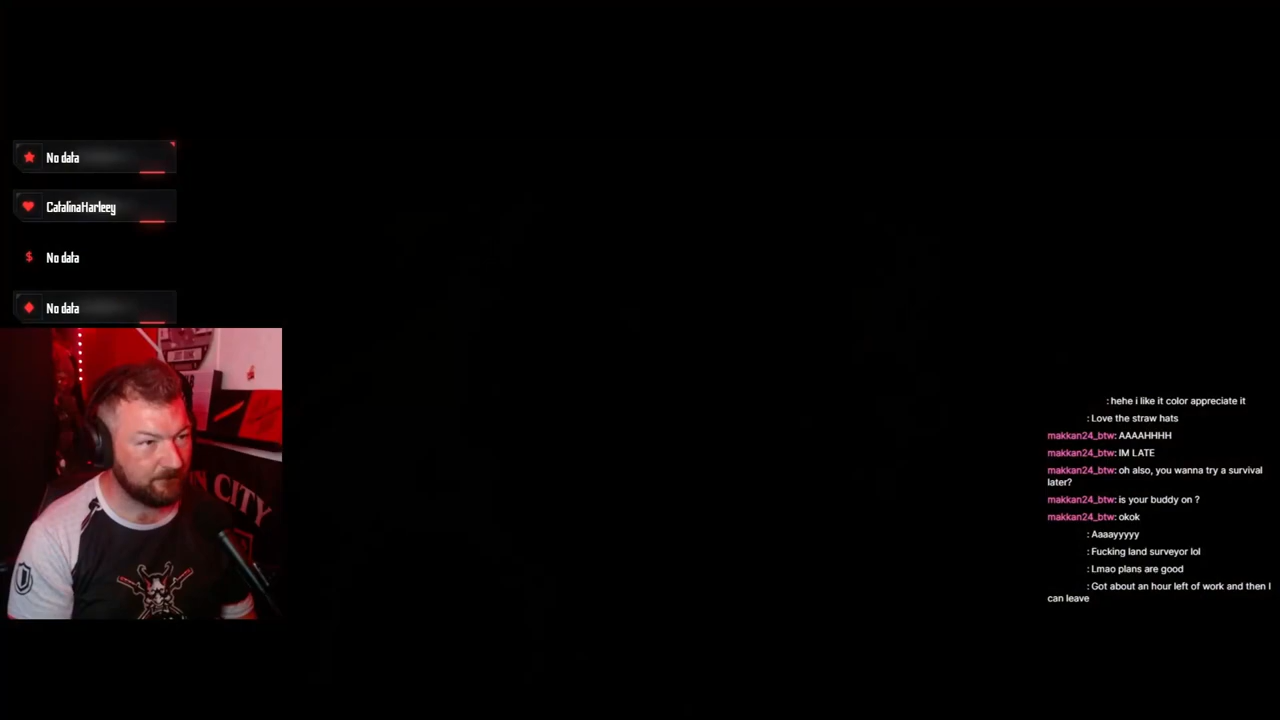 No data
CatalinaHarleey
$ No data
No data
N CITY
: hehe i like it color appreciate it
: Love the straw hats
makkan24_btw: AAAAHHHH
makkan24_btw: IM LATE
makkan24_btw: oh also, you wanna try a survival
later?
makkan24_btw: is your buddy on ?
makkan24_btw: okok
: Aaaayyyyy
: Fucking land surveyor lol
: Lmao plans are good
: Got about an hour left of work and then I
can leave